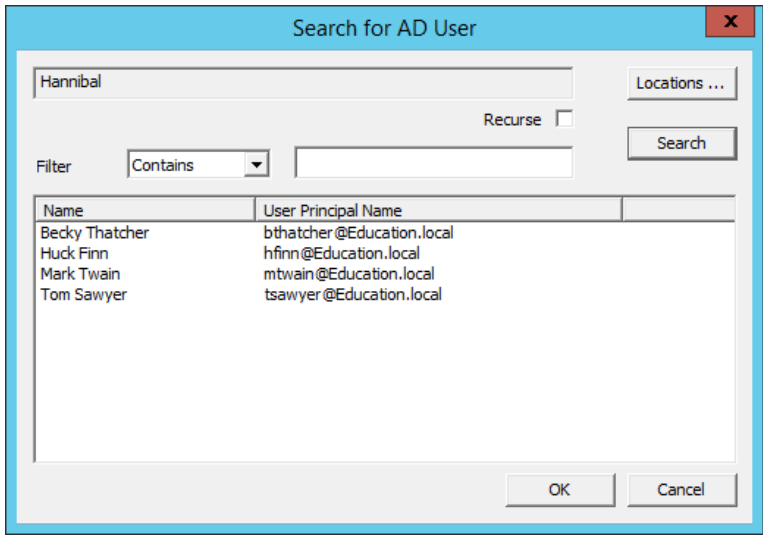 Search for AD User
x
Hannibal
Locations ...
Recurse
Search
Filter Contains
Name User Principal Name
Becky Thatcher bthatcher@Education.local
Huck Finn hfinn@Education.local
Mark Twain mtwain@Education.local
Tom Sawyer tsawyer@Education.local
OK Cancel